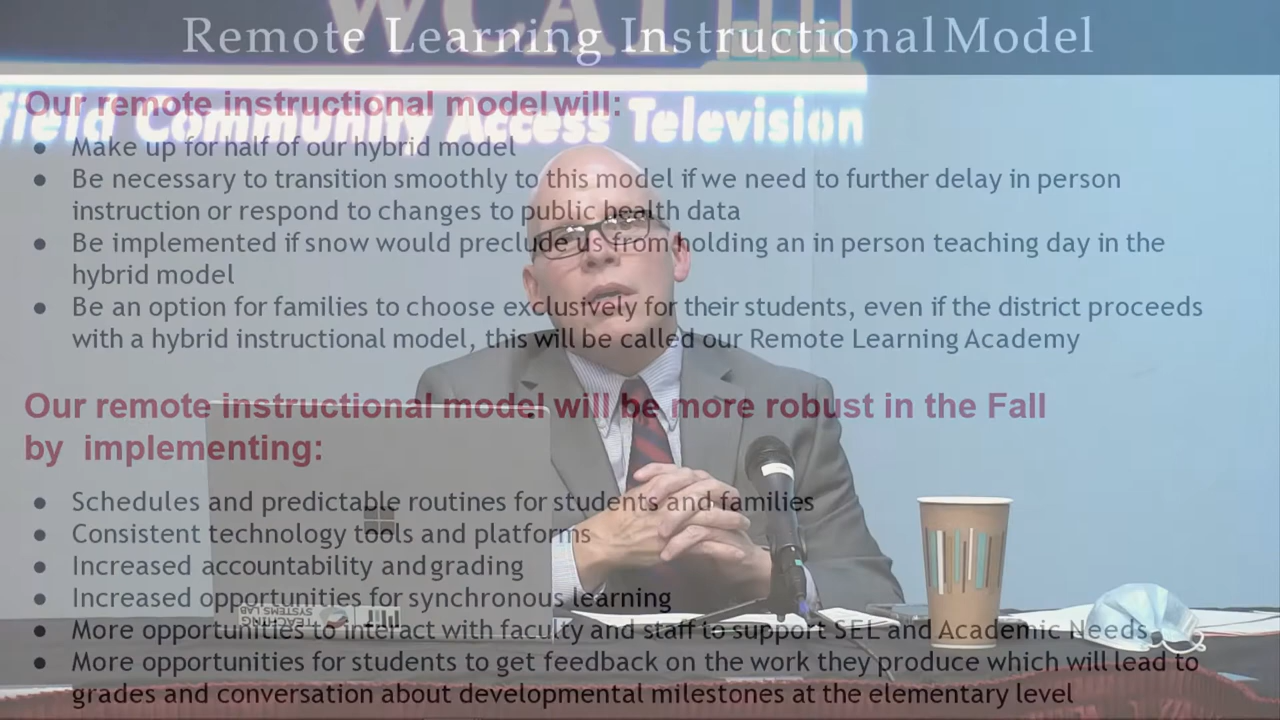 WCAT
Remote Learning Instructional Model
Our remote instructional model will:
field Community Access Television
● Make up for half of our hybrid model
● Be necessary to transition smoothly to this model if we need to further delay in person
instruction or respond to changes to public health data
● Be implemented if snow would preclude us from holding an in person teaching day in the
hybrid model
● Be an option for families to choose exclusively for their students, even if the district proceeds
with a hybrid instructional model, this will be called our Remote Learning Academy
Our remote instructional model will be more robust in the Fall
by implementing:
● Schedules and predictable routines for students and families
● Consistent technology tools and platforms
● Increased accountability and grading
● Increased opportunities for synchronous learning
TEACHING
SYSTEMS LAB
● More opportunities to interact with faculty and staff to support SEL and Academic Needs
● More opportunities for students to get feedback on the work they produce which will lead to
grades and conversation about developmental milestones at the elementary level